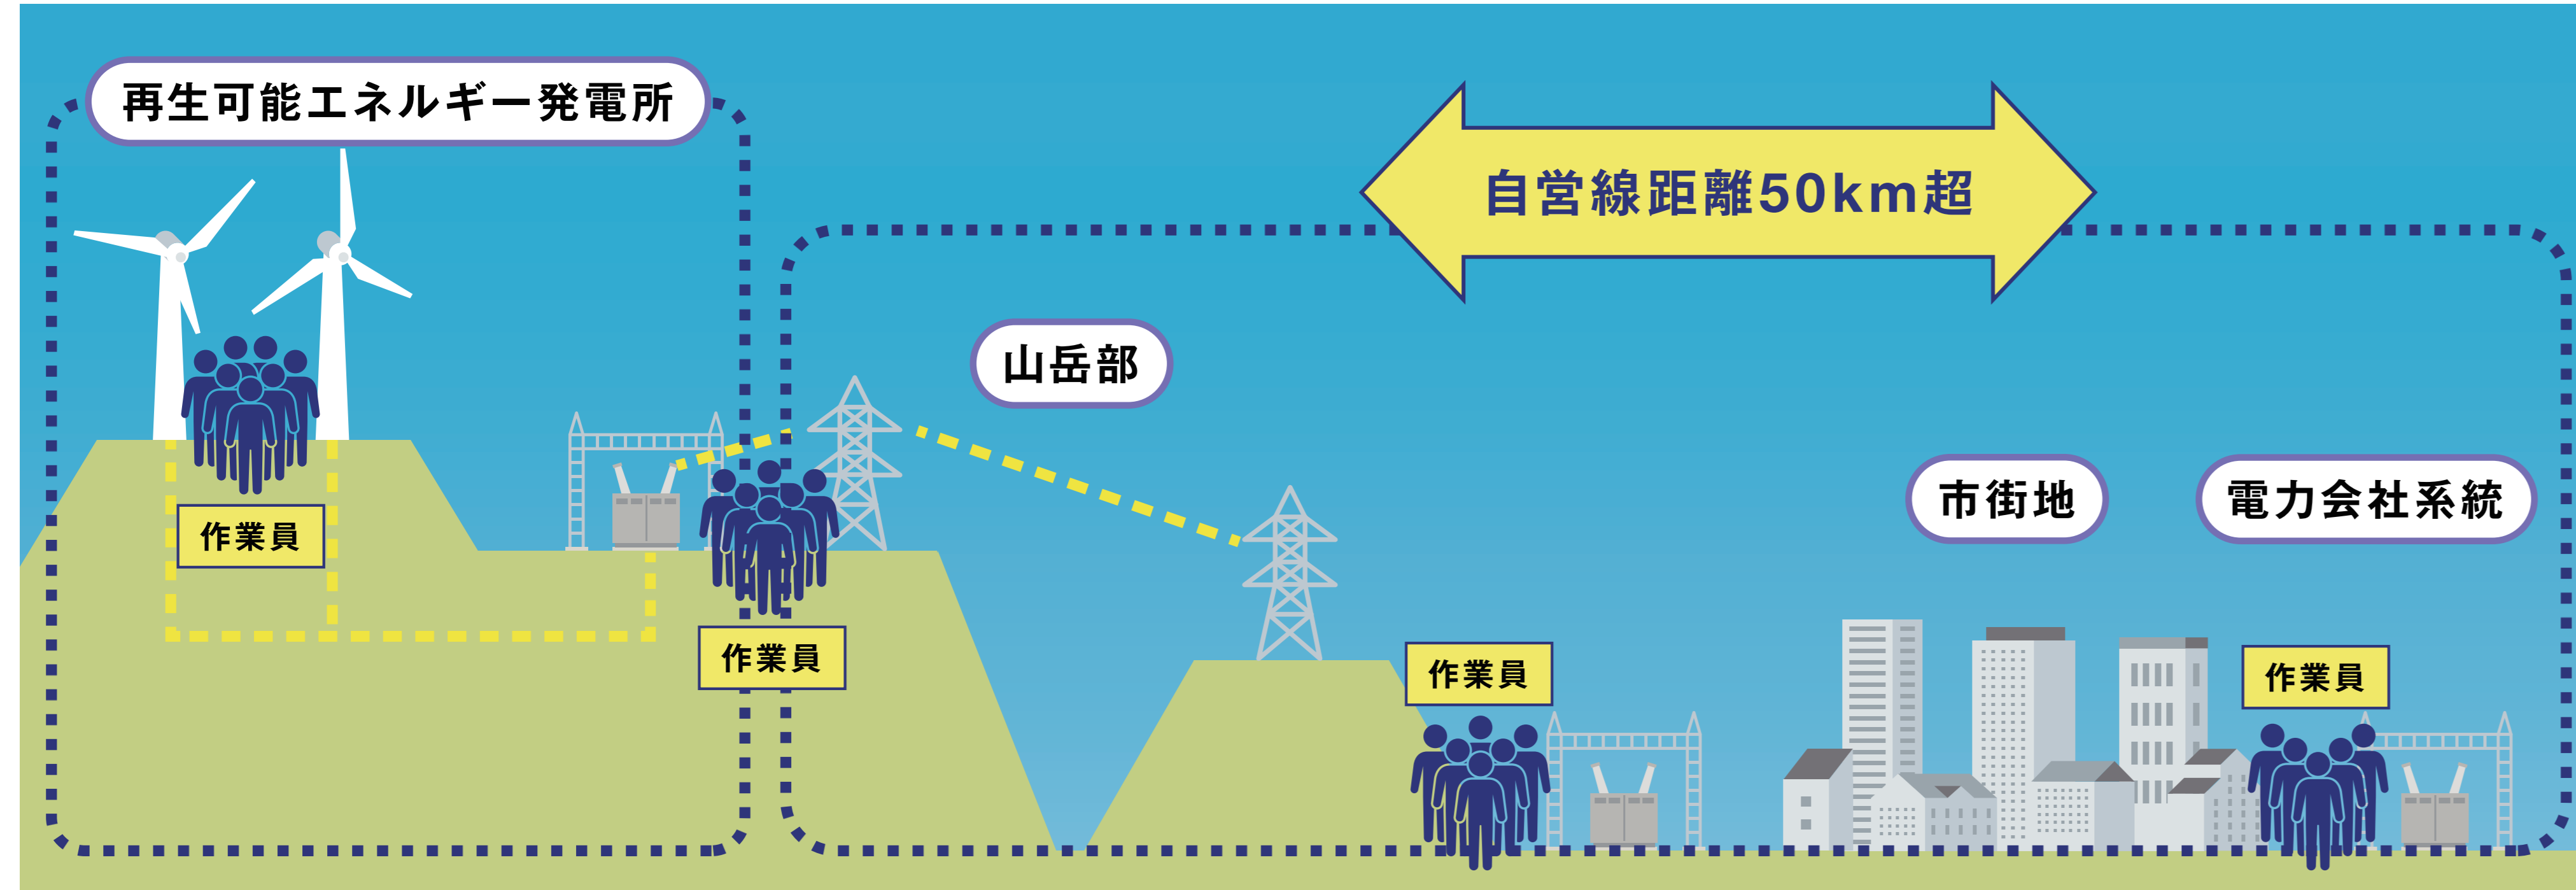 再生可能エネルギー発電所
自営線距離50km超
山岳部
市街地
電力会社系統
作業員
作業員
作業員
作業員